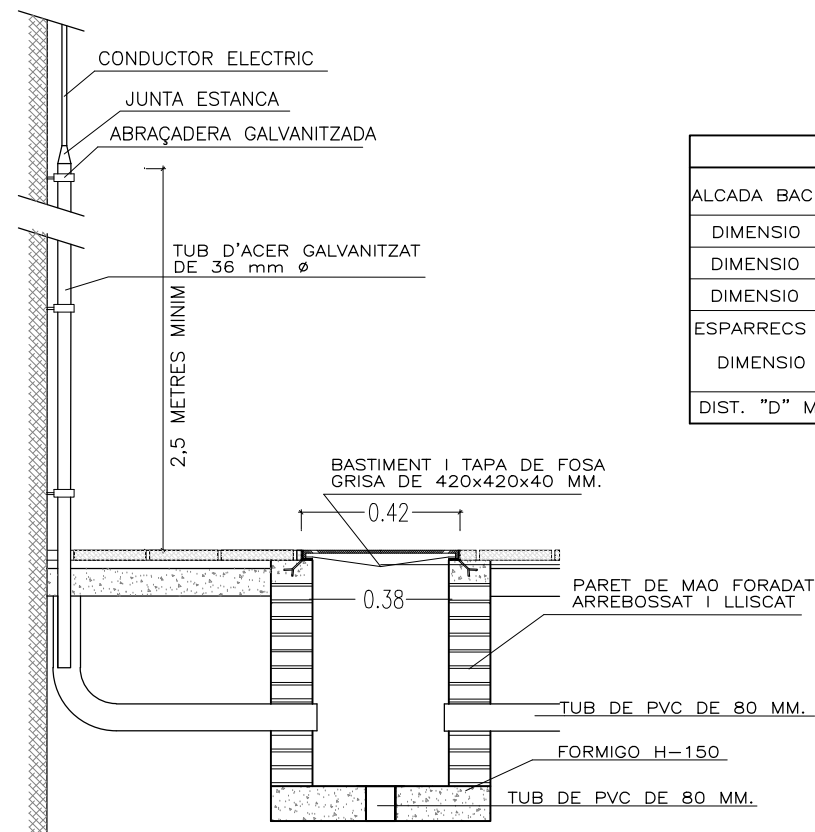 CONDUCTOR ELECTRIC
JUNTA ESTANCA
ABRAÇADERA GALVANITZADA
TUB D'ACER GALVANITZAT
DE 36 mm ø
2,5 METRES MINIM
ALCADA BAC
DIMENSIO
DIMENSIO
DIMENSIO
ESPARRECS
DIMENSIO
DIST. "D" M
BASTIMENT I TAPA DE FOSA
GRISA DE 420x420x40 MM.
0.42
0.38
PARET DE MAO FORADAT
ARREBOSSAT I LLISCAT
TUB DE PVC DE 80 MM.
FORMIGO H-150
TUB DE PVC DE 80 MM.